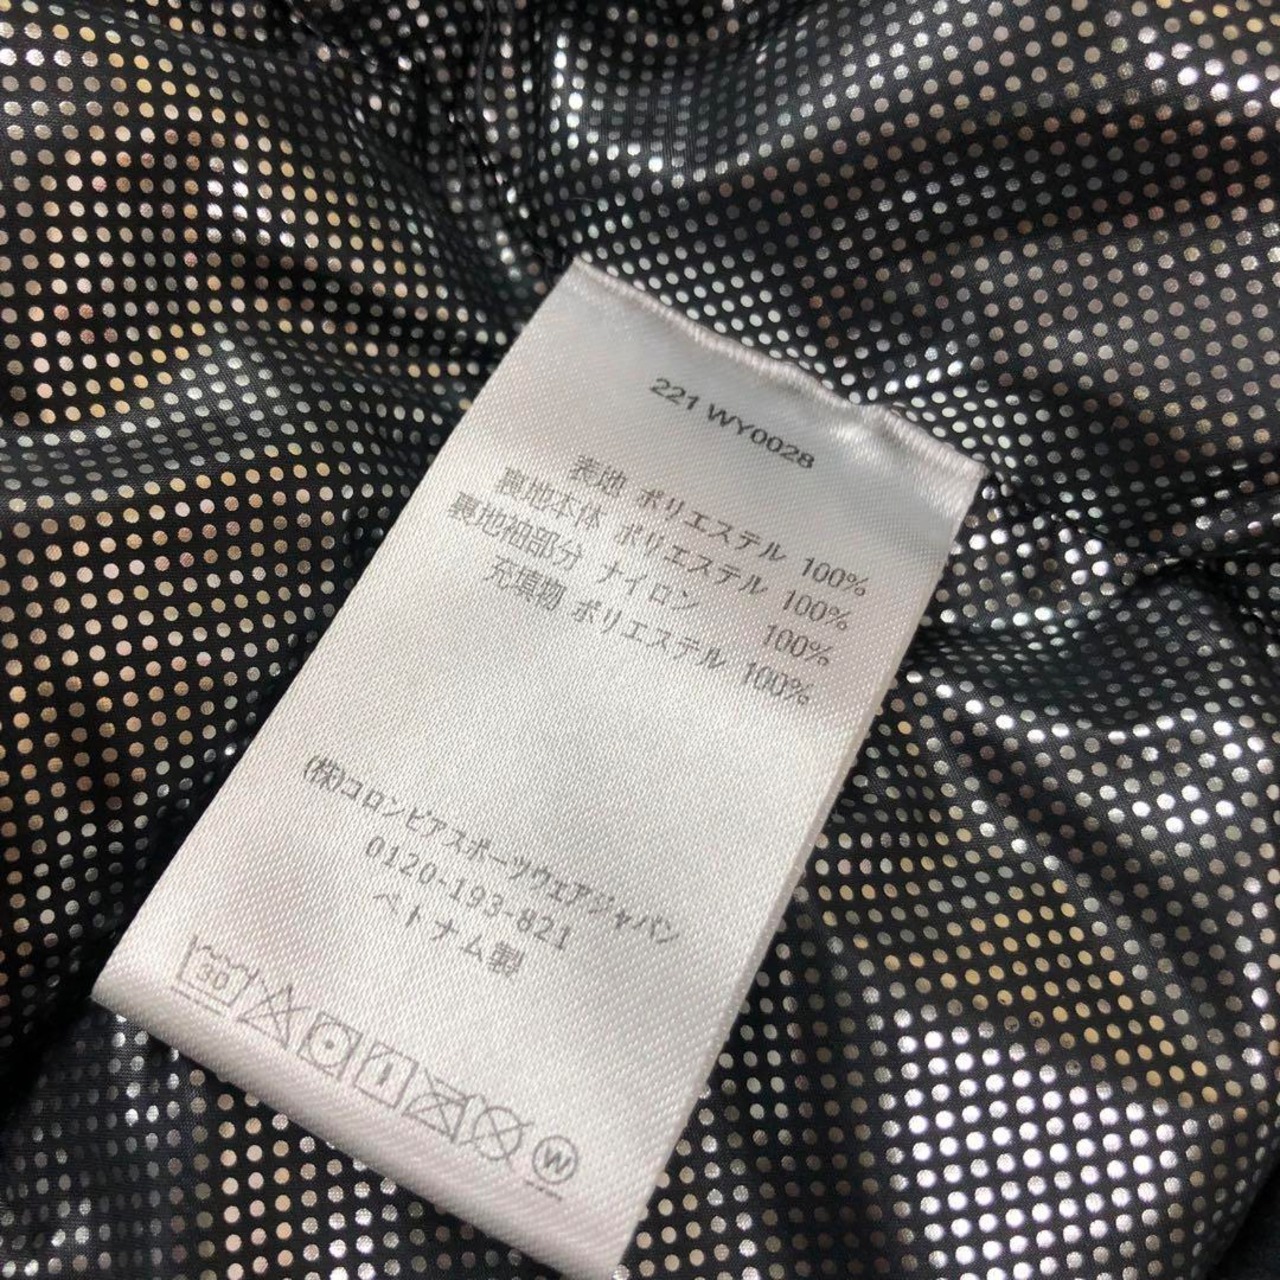 221 WY0028
表地 ポリエステル 100%
裏地本体 ポリエステル 100%
裏地袖部分 ナイロン 100%
充填物 ポリエステル 100%
(株)コロンビアスポーツウェアジャパン
0120-193-821
ベトナム製
30
W